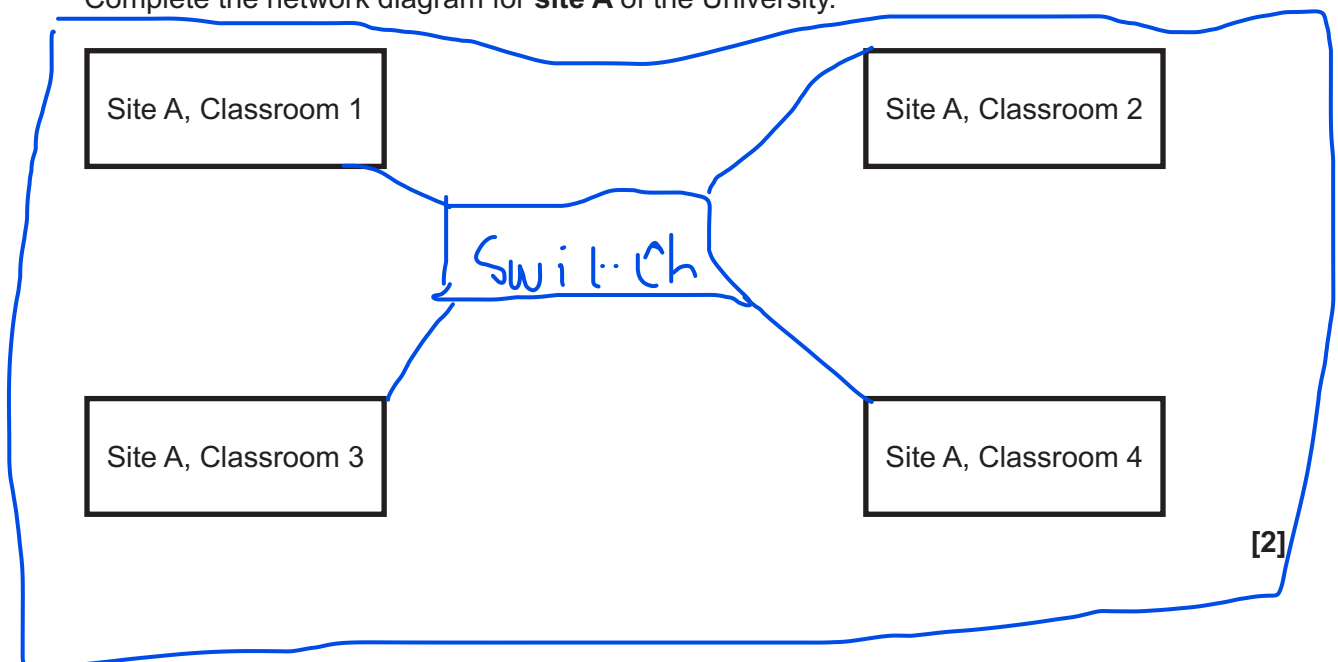 Complete the network diagram for site A of the University.
Site A, Classroom 1
Site A, Classroom 2
Switch
Site A, Classroom 3
Site A, Classroom 4
[2]